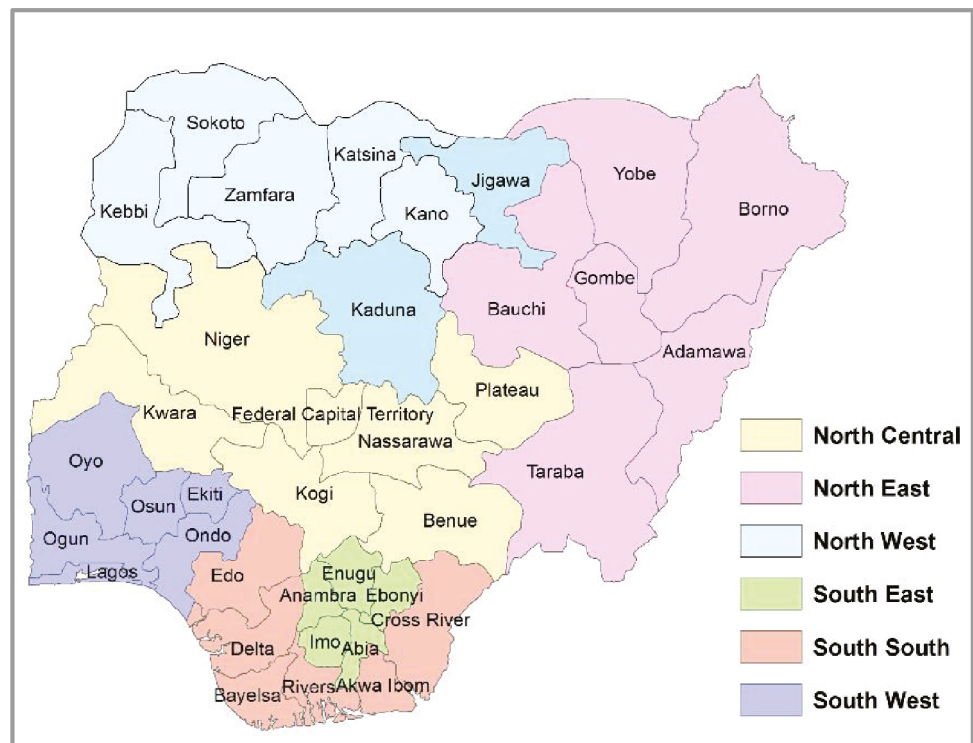 Sokoto
Katsina
Jigawa
Yobe
Borno
Kebbi
Zamfara
Kano
Gombe
Bauchi
Kaduna
Niger
Adamawa
Plateau
Kwara
Federal Capital Territory
Nassarawa
Oyo
Taraba
Kogi
Benue
Ekiti
Osun
Ogun
Ondo
Lagos
Edo
Enugu
Anambra
Ebonyi
Cross River
Imo
Abia
Delta
Bayelsa
Rivers
Akwa Ibom
North Central
North East
North West
South East
South South
South West